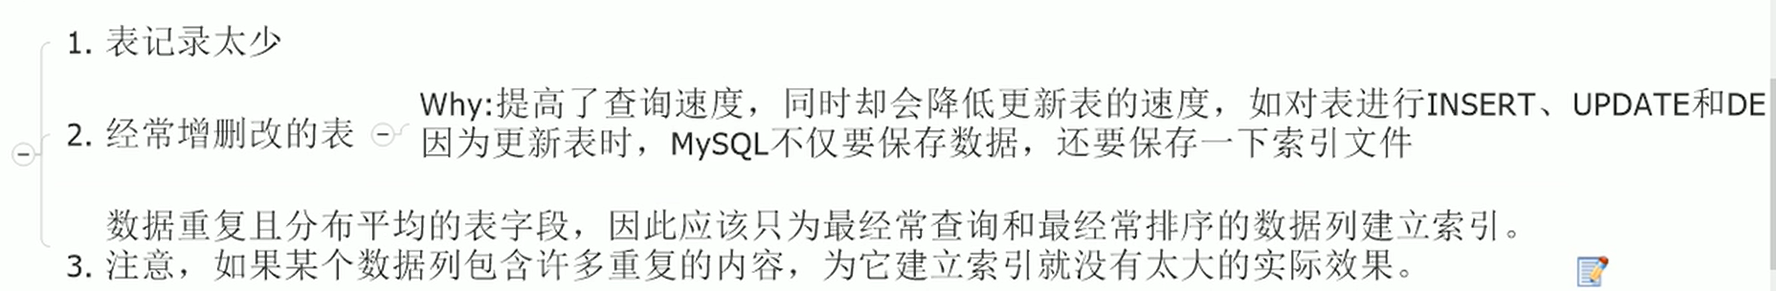 1. 表记录太少
2. 经常增删改的表
Why:提高了查询速度，同时却会降低更新表的速度，如对表进行INSERT、UPDATE和DE
因为更新表时，MySQL不仅要保存数据，还要保存一下索引文件
数据重复且分布平均的表字段，因此应该只为最经常查询和最经常排序的数据列建立索引。
3. 注意，如果某个数据列包含许多重复的内容，为它建立索引就没有太大的实际效果。